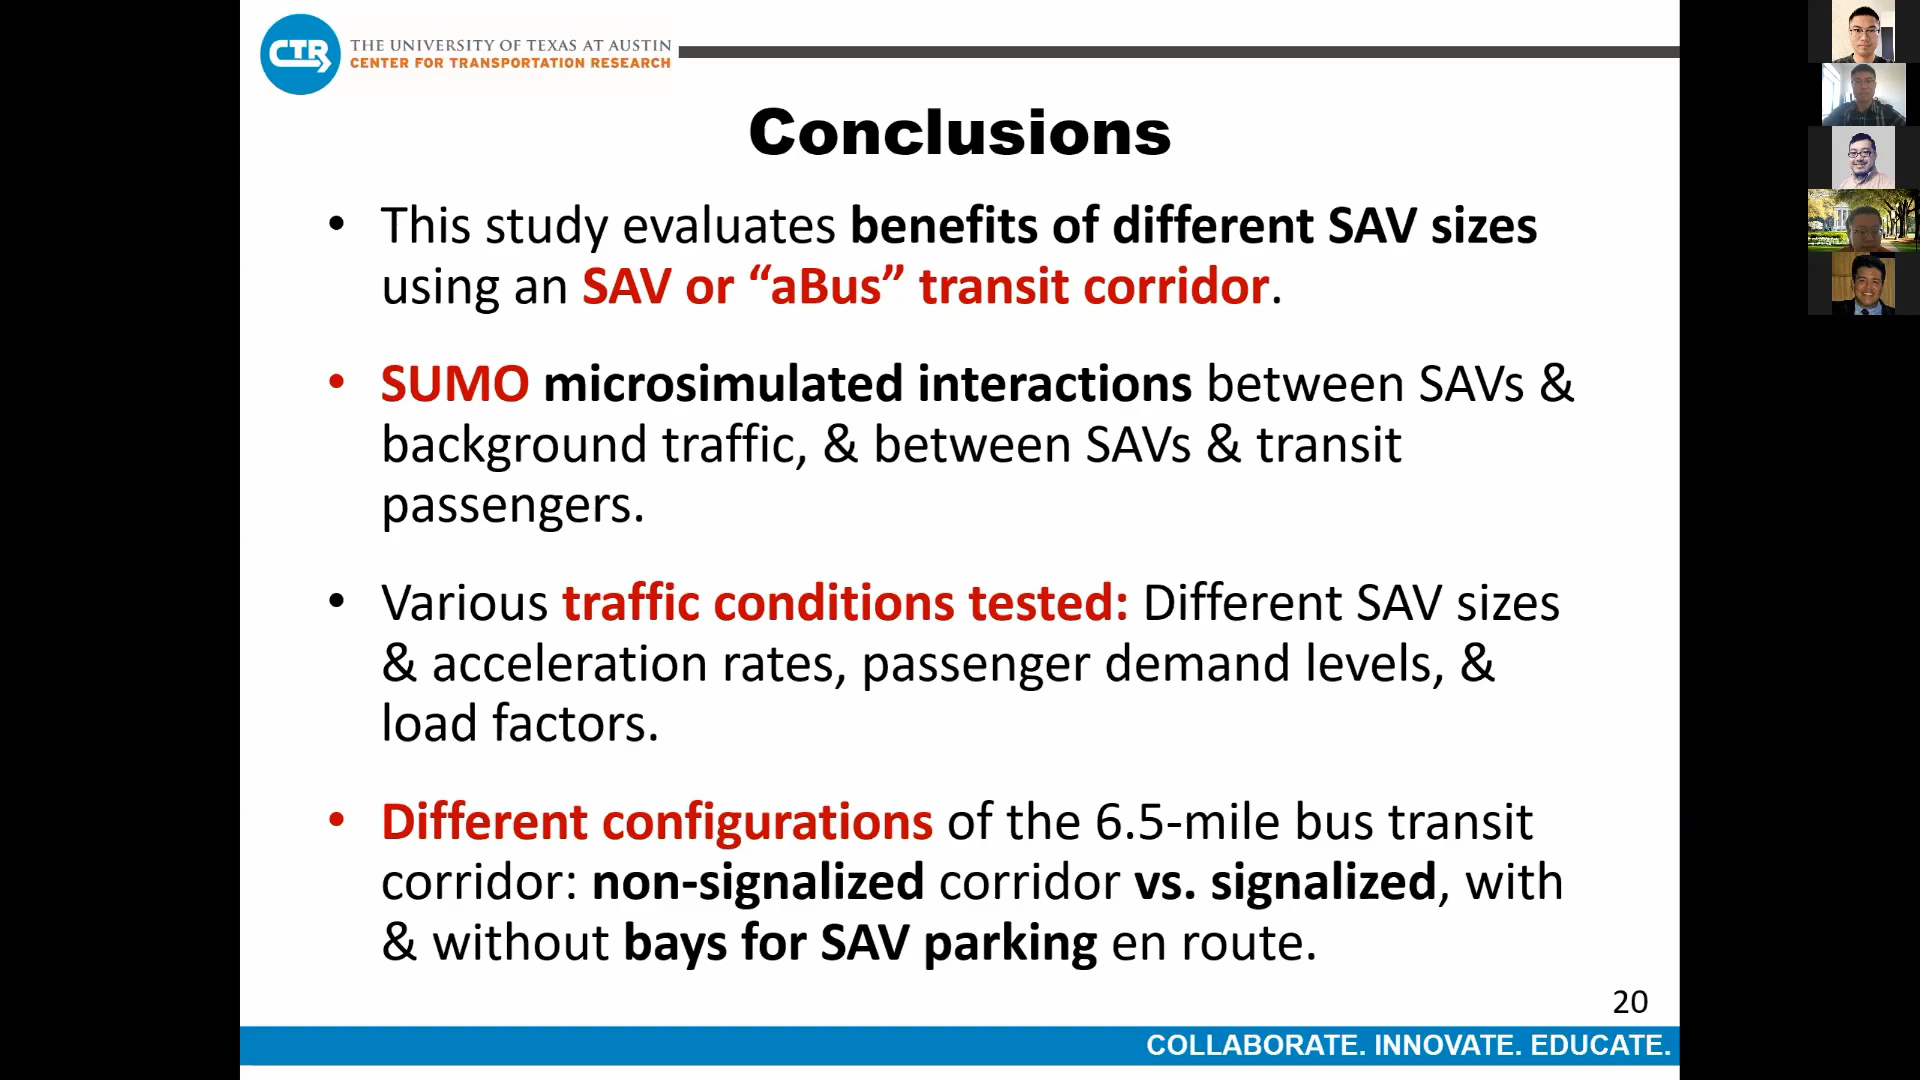 CTR
THE UNIVERSITY OF TEXAS AT AUSTIN
CENTER FOR TRANSPORTATION RESEARCH
Conclusions
• This study evaluates benefits of different SAV sizes
using an SAV or “aBus” transit corridor.
• SUMO microsimulated interactions between SAVs &
background traffic, & between SAVs & transit
passengers.
• Various traffic conditions tested: Different SAV sizes
& acceleration rates, passenger demand levels, &
load factors.
• Different configurations of the 6.5-mile bus transit
corridor: non-signalized corridor vs. signalized, with
& without bays for SAV parking en route.
20
COLLABORATE. INNOVATE. EDUCATE.